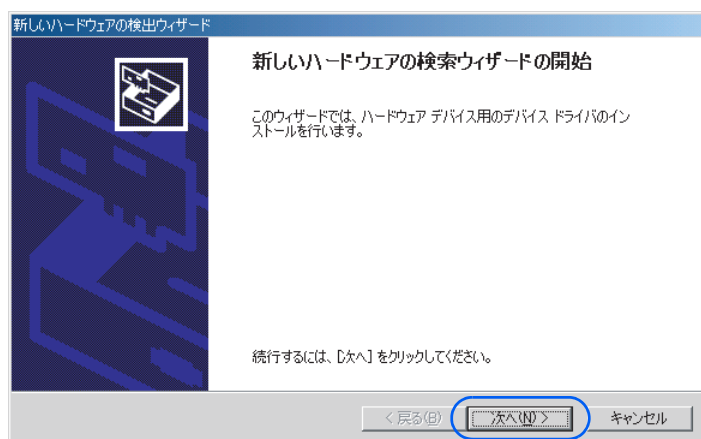 新しいハードウェアの検出ウィザード
新しいハードウェアの検索ウィザードの開始
このウィザードでは、ハードウェア デバイス用のデバイス ドライバのイン
ストールを行います。
続行するには、[次へ] をクリックしてください。
< 戻る(B)
次へ(N) >
キャンセル